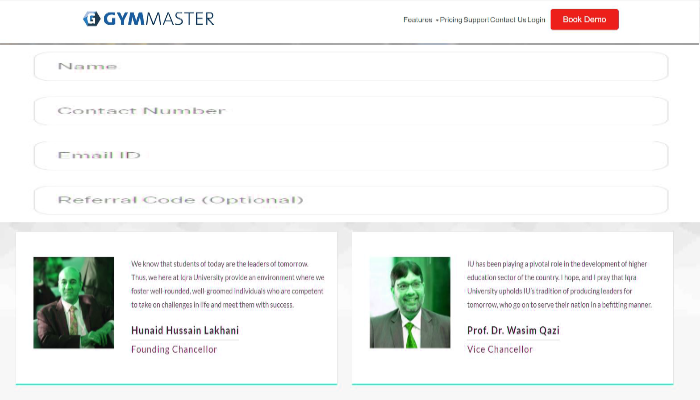 GYMMASTER
Features Pricing Support Contact Us Login Book Demo
Name
Contact Number
Email ID
Referral Code (Optional)
We know that students of today are the leaders of tomorrow.
Thus, we here at Iqra University provide an environment where we
foster well-rounded, well-groomed individuals who are competent
to take on challenges in life and meet them with success.
Hunaid Hussain Lakhani
Founding Chancellor
IU has been playing a pivotal role in the development of higher
education sector of the country. I hope, and I pray that Iqra
University upholds IU's tradition of producing leaders for
tomorrow, who go on to serve their nation in a befitting manner.
Prof. Dr. Wasim Qazi
Vice Chancellor